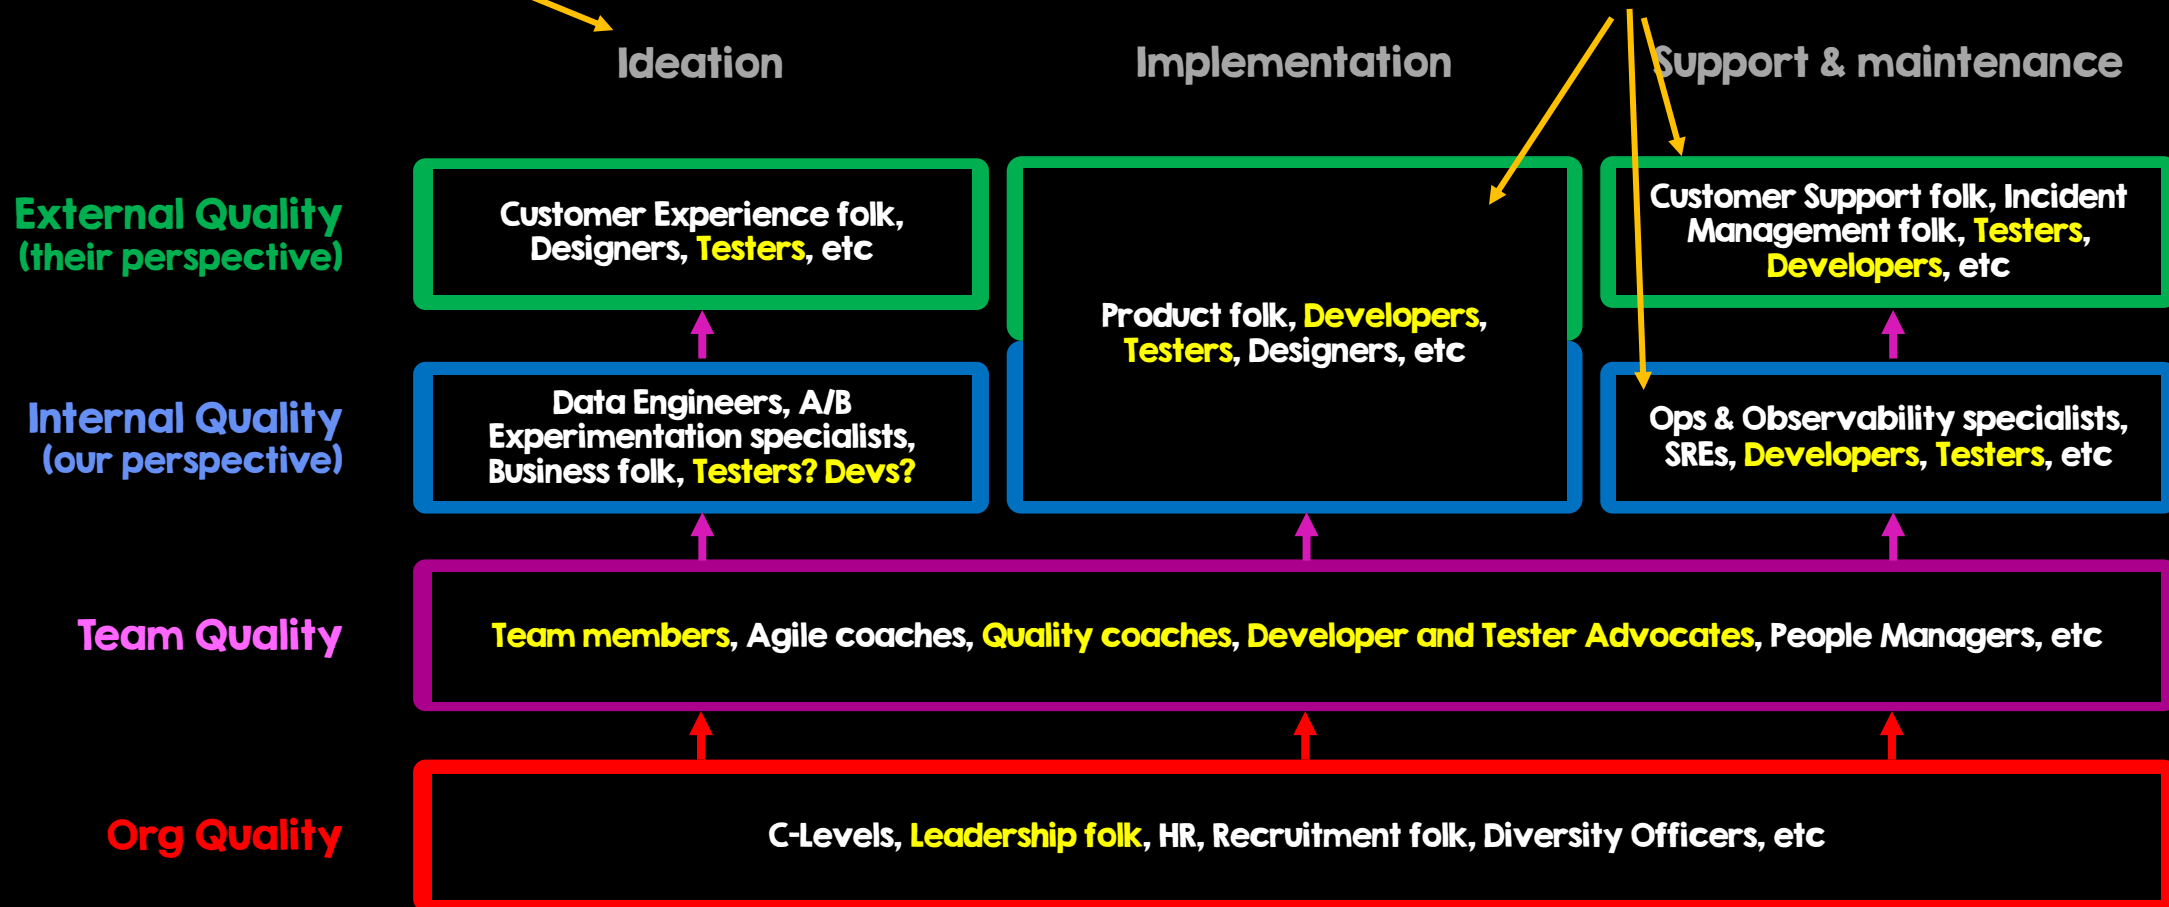 Ideation
Implementation
Support & maintenance
External Quality
(their perspective)
Customer Experience folk,
Designers, Testers, etc
Product folk, Developers,
Testers, Designers, etc
Customer Support folk, Incident
Management folk, Testers,
Developers, etc
Internal Quality
(our perspective)
Data Engineers, A/B
Experimentation specialists,
Business folk, Testers? Devs?
Ops & Observability specialists,
SREs, Developers, Testers, etc
Team Quality
Team members, Agile coaches, Quality coaches, Developer and Tester Advocates, People Managers, etc
Org Quality
C-Levels, Leadership folk, HR, Recruitment folk, Diversity Officers, etc